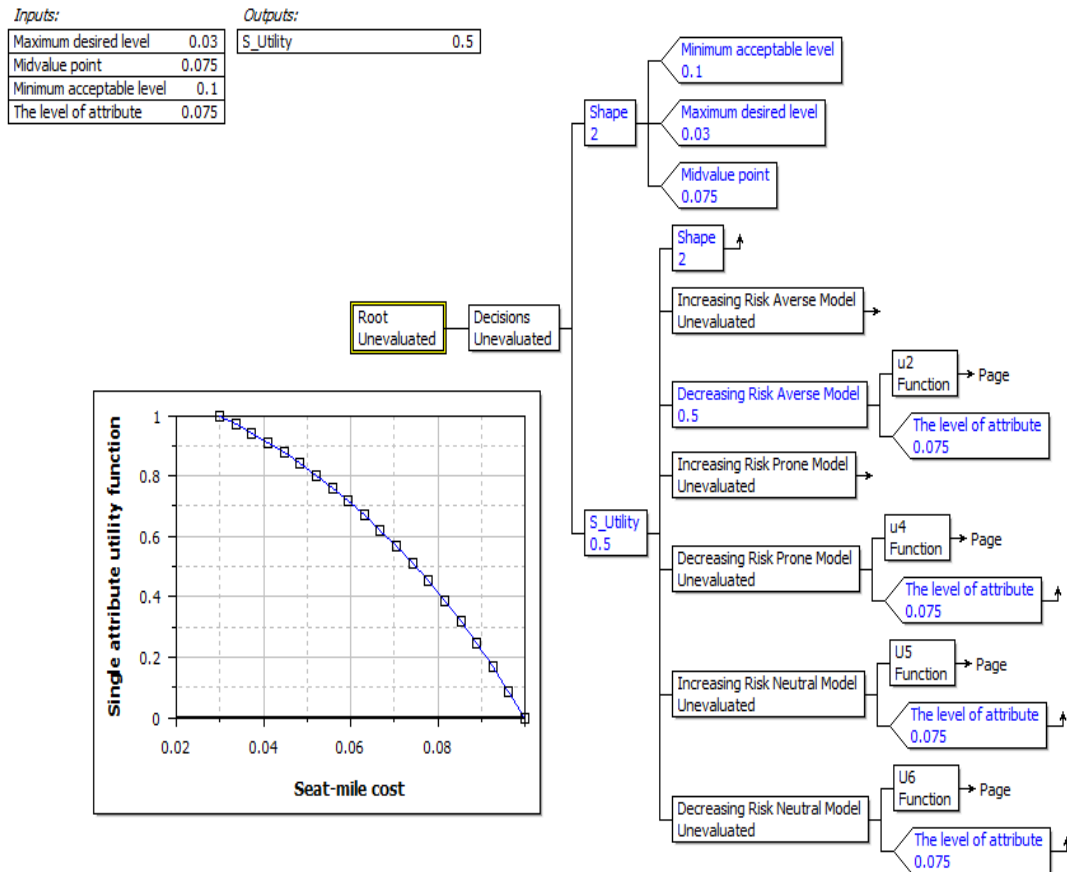 Inputs:
Maximum desired level 0.03
Midvalue point 0.075
Minimum acceptable level 0.1
The level of attribute 0.075
Outputs:
S_Utility 0.5
Minimum acceptable level
0.1
Shape
2
Maximum desired level
0.03
Midvalue point
0.075
Shape
2
Increasing Risk Averse Model
Unevaluated
Root
Unevaluated
Decisions
Unevaluated
Decreasing Risk Averse Model
0.5
u2
Function
Page
The level of attribute
0.075
Increasing Risk Prone Model
Unevaluated
S_Utility
0.5
Decreasing Risk Prone Model
Unevaluated
u4
Function
Page
The level of attribute
0.075
Increasing Risk Neutral Model
Unevaluated
U5
Function
Page
The level of attribute
0.075
Decreasing Risk Neutral Model
Unevaluated
U6
Function
Page
The level of attribute
0.075
Single attribute utility function
1
0.8
0.6
0.4
0.2
0
0.02 0.04 0.06 0.08
Seat-mile cost